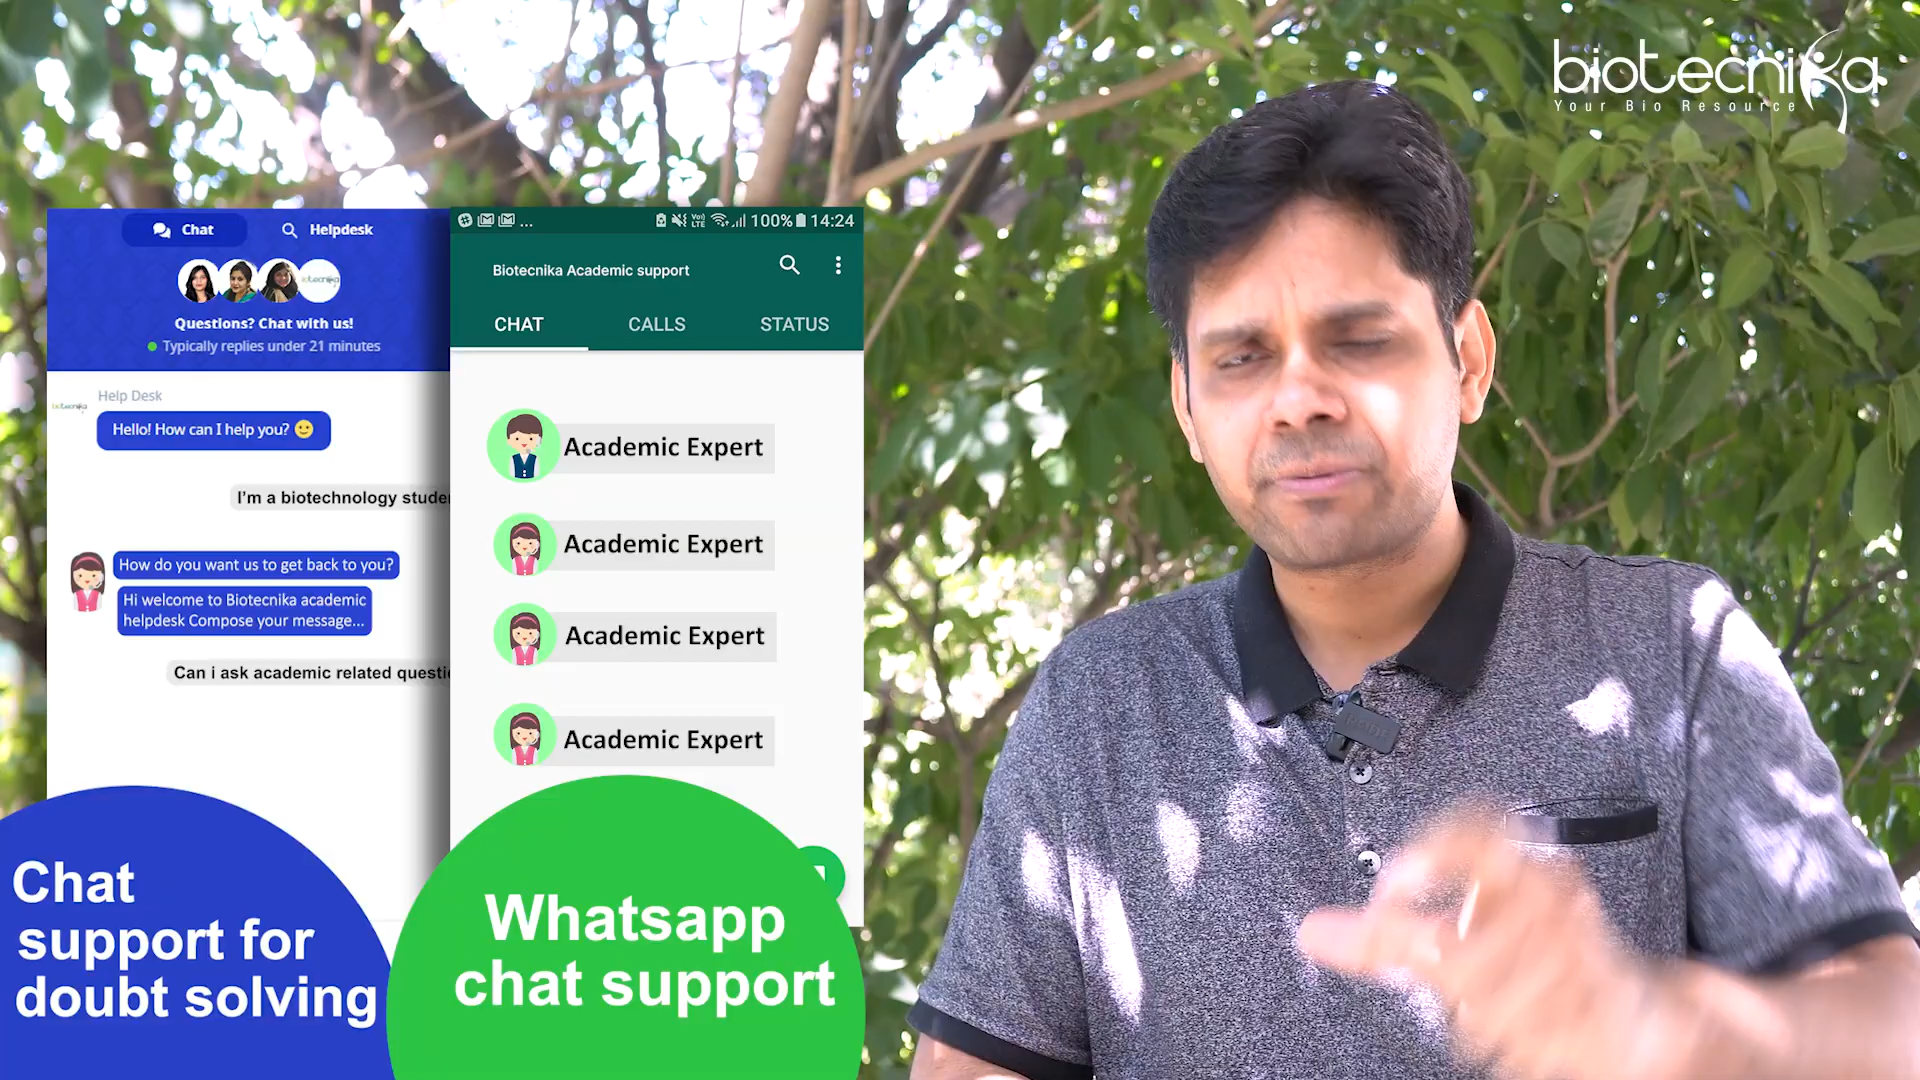 biotecnika
Your Bio Resource
Chat
Helpdesk
Questions? Chat with us!
Typically replies under 21 minutes
Help Desk
biotecnika
Hello! How can I help you?
I'm a biotechnology stude
How do you want us to get back to you?
Hi welcome to Biotecnika academic
helpdesk Compose your message...
Can i ask academic related questi
... 100% 14:24
Biotecnika Academic support
CHAT CALLS STATUS
Academic Expert
Academic Expert
Academic Expert
Academic Expert
Chat
support for
doubt solving
Whatsapp
chat support